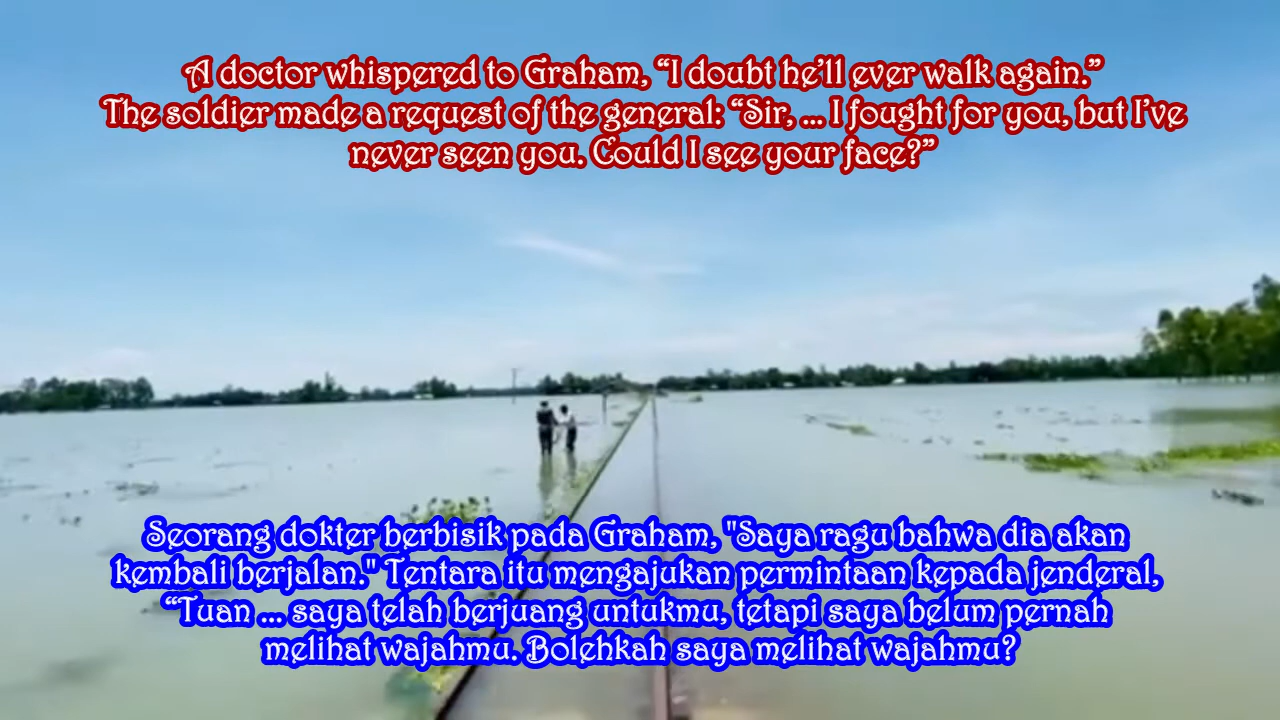 A doctor whispered to Graham, “I doubt he’ll ever walk again.”
The soldier made a request of the general: “Sir, ... I fought for you, but I’ve
never seen you. Could I see your face?”
Seorang dokter berbisik pada Graham, "Saya ragu bahwa dia akan
kembali berjalan." Tentara itu mengajukan permintaan kepada jenderal,
“Tuan ... saya telah berjuang untukmu, tetapi saya belum pernah
melihat wajahmu. Bolehkah saya melihat wajahmu?